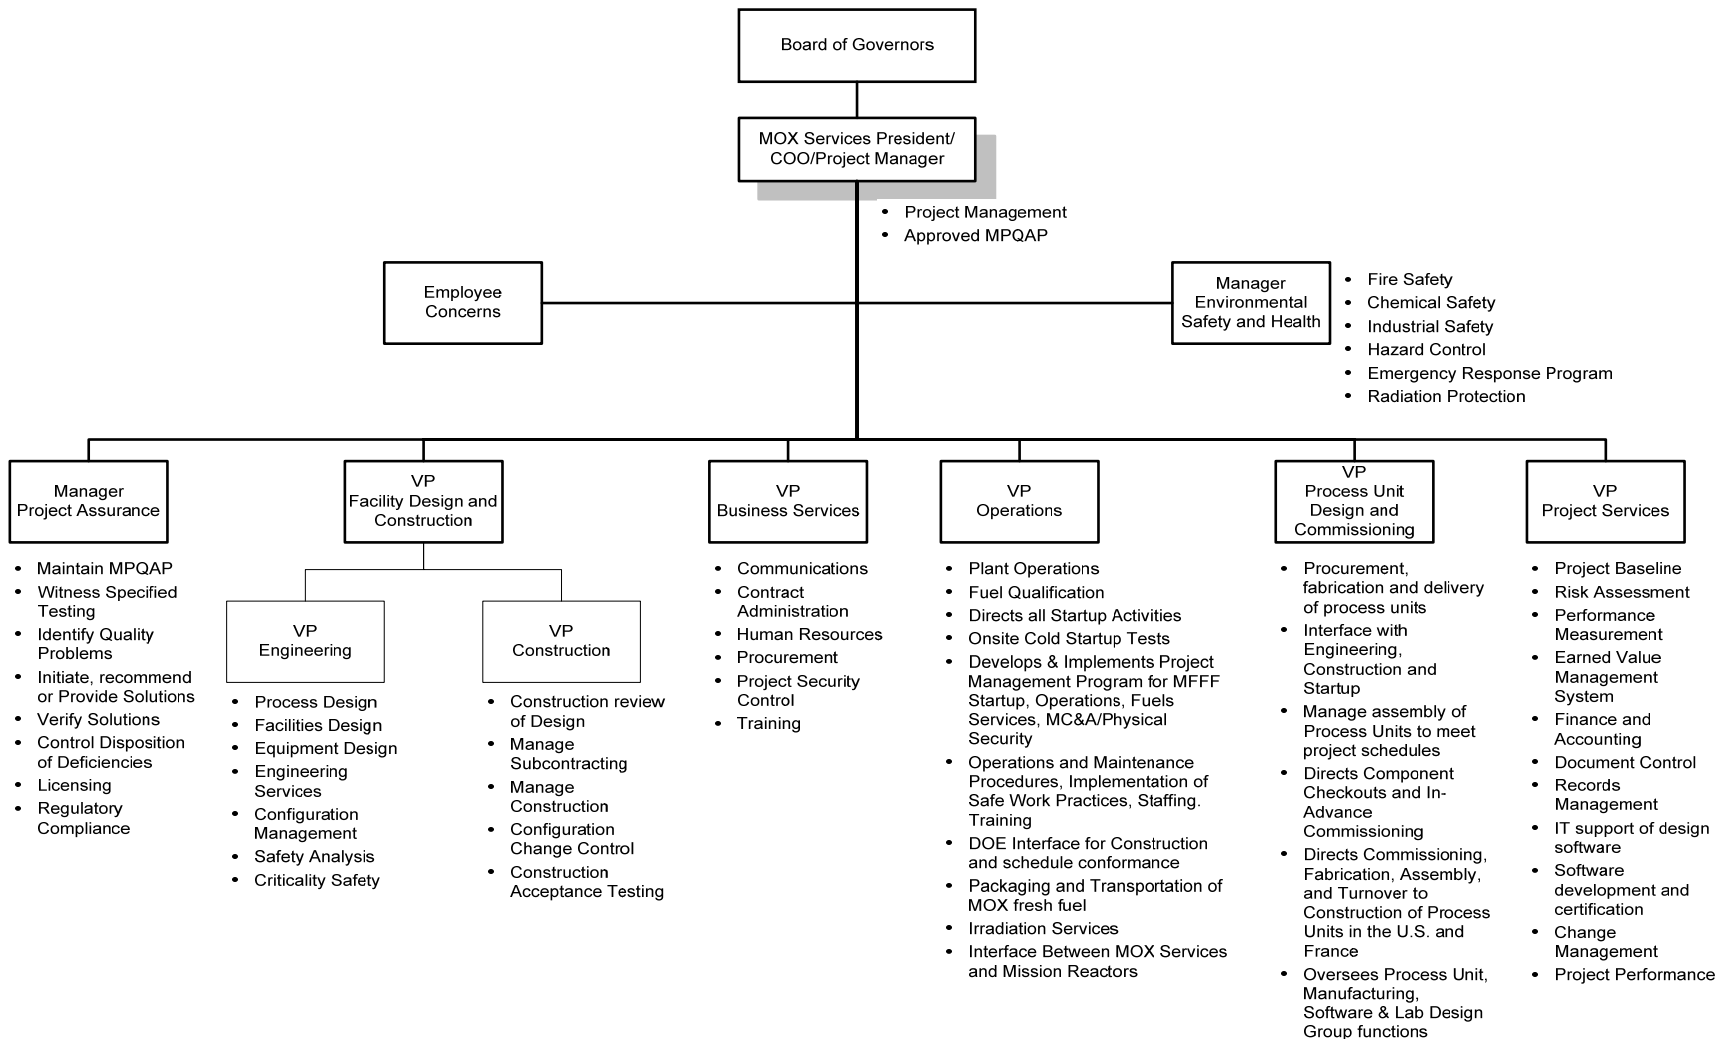 Board of Governors
MOX Services President/
COO/Project Manager
• Project Management
• Approved MPQAP
Employee
Concerns
Manager
Environmental
Safety and Health
• Fire Safety
• Chemical Safety
• Industrial Safety
• Hazard Control
• Emergency Response Program
• Radiation Protection
Manager
Project Assurance
• Maintain MPQAP
• Witness Specified
Testing
• Identify Quality
Problems
• Initiate, recommend
or Provide Solutions
• Verify Solutions
• Control Disposition
of Deficiencies
• Licensing
• Regulatory
Compliance
VP
Facility Design and
Construction
VP
Engineering
• Process Design
• Facilities Design
• Equipment Design
• Engineering
Services
• Configuration
Management
• Safety Analysis
• Criticality Safety
VP
Construction
• Construction review
of Design
• Manage
Subcontracting
• Manage
Construction
• Configuration
Change Control
• Construction
Acceptance Testing
VP
Business Services
• Communications
• Contract
Administration
• Human Resources
• Procurement
• Project Security
Control
• Training
VP
Operations
• Plant Operations
• Fuel Qualification
• Directs all Startup Activities
• Onsite Cold Startup Tests
• Develops & Implements Project
Management Program for MFFF
Startup, Operations, Fuels
Services, MC&A/Physical
Security
• Operations and Maintenance
Procedures, Implementation of
Safe Work Practices, Staffing.
Training
• DOE Interface for Construction
and schedule conformance
• Packaging and Transportation of
MOX fresh fuel
• Irradiation Services
• Interface Between MOX Services
and Mission Reactors
VP
Process Unit
Design and
Commissioning
• Procurement,
fabrication and delivery
of process units
• Interface with
Engineering,
Construction and
Startup
• Manage assembly of
Process Units to meet
project schedules
• Directs Component
Checkouts and In-
Advance
Commissioning
• Directs Commissioning,
Fabrication, Assembly,
and Turnover to
Construction of Process
Units in the U.S. and
France
• Oversees Process Unit,
Manufacturing,
Software & Lab Design
Group functions
VP
Project Services
• Project Baseline
• Risk Assessment
• Performance
Measurement
• Earned Value
Management
System
• Finance and
Accounting
• Document Control
• Records
Management
• IT support of design
software
• Software
development and
certification
• Change
Management
• Project Performance